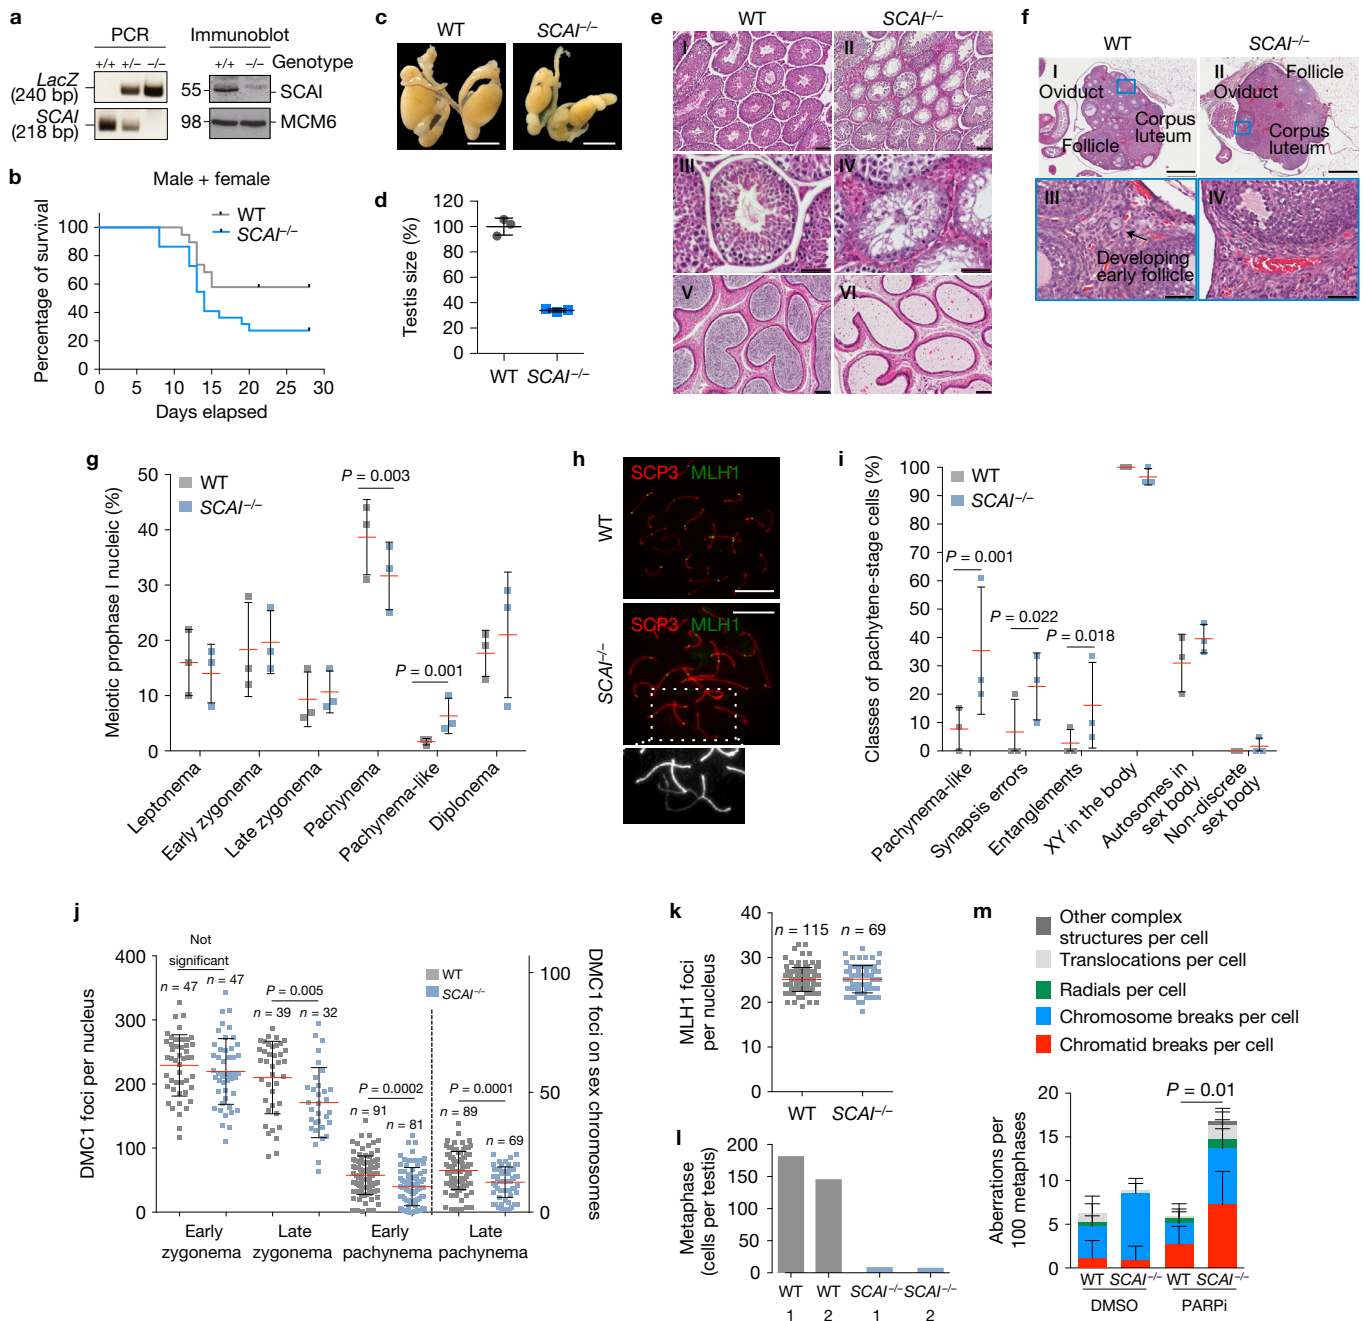 a
PCR
Immunoblot
+/+ +/– –/–
+/+ –/– Genotype
LacZ
(240 bp)
SCAI
(218 bp)
55
SCAI
98
MCM6
b
Male + female
WT
SCAI–/–
Percentage of survival
100
80
60
40
20
0
0 5 10 15 20 25 30
Days elapsed
c
WT
SCAI–/–
d
Testis size (%)
120
100
80
60
40
20
0
WT SCAI–/–
e
WT
SCAI–/–
I
II
III
IV
V
VI
f
WT
SCAI–/–
I
Oviduct
Corpus
luteum
Follicle
II
Follicle
Oviduct
Corpus
luteum
III
Developing
early follicle
IV
g
Meiotic prophase I nucleic (%)
50
40
30
20
10
0
WT
SCAI–/–
P = 0.003
P = 0.001
Leptonema
Early zygonema
Late zygonema
Pachynema
Pachynema-like
Diplonema
h
WT
SCP3 MLH1
SCAI–/–
SCP3 MLH1
i
Classes of pachytene-stage cells (%)
100
90
80
70
60
50
40
30
20
10
0
WT
SCAI–/–
P = 0.001
P = 0.022
P = 0.018
Pachynema-like
Synapsis errors
Entanglements
XY in the body
Autosomes in
sex body
Non-discrete
sex body
j
DMC1 foci per nucleus
400
300
200
100
0
Not
significant
n = 47
n = 47
P = 0.005
n = 39
n = 32
P = 0.0002
n = 91
n = 81
P = 0.0001
n = 89
n = 69
WT
SCAI–/–
100
50
0
DMC1 foci on sex chromosomes
Early
zygonema
Late
zygonema
Early
pachynema
Late
pachynema
k
MLH1 foci
per nucleus
40
30
20
10
0
n = 115
n = 69
WT SCAI–/–
l
Metaphase
(cells per testis)
200
150
100
50
0
WT WT SCAI–/– SCAI–/–
1 2 1 2
m
Other complex
structures per cell
Translocations per cell
Radials per cell
Chromosome breaks per cell
Chromatid breaks per cell
Aberrations per
100 metaphases
20
15
10
5
0
P = 0.01
WT SCAI–/– WT SCAI–/–
DMSO PARPi